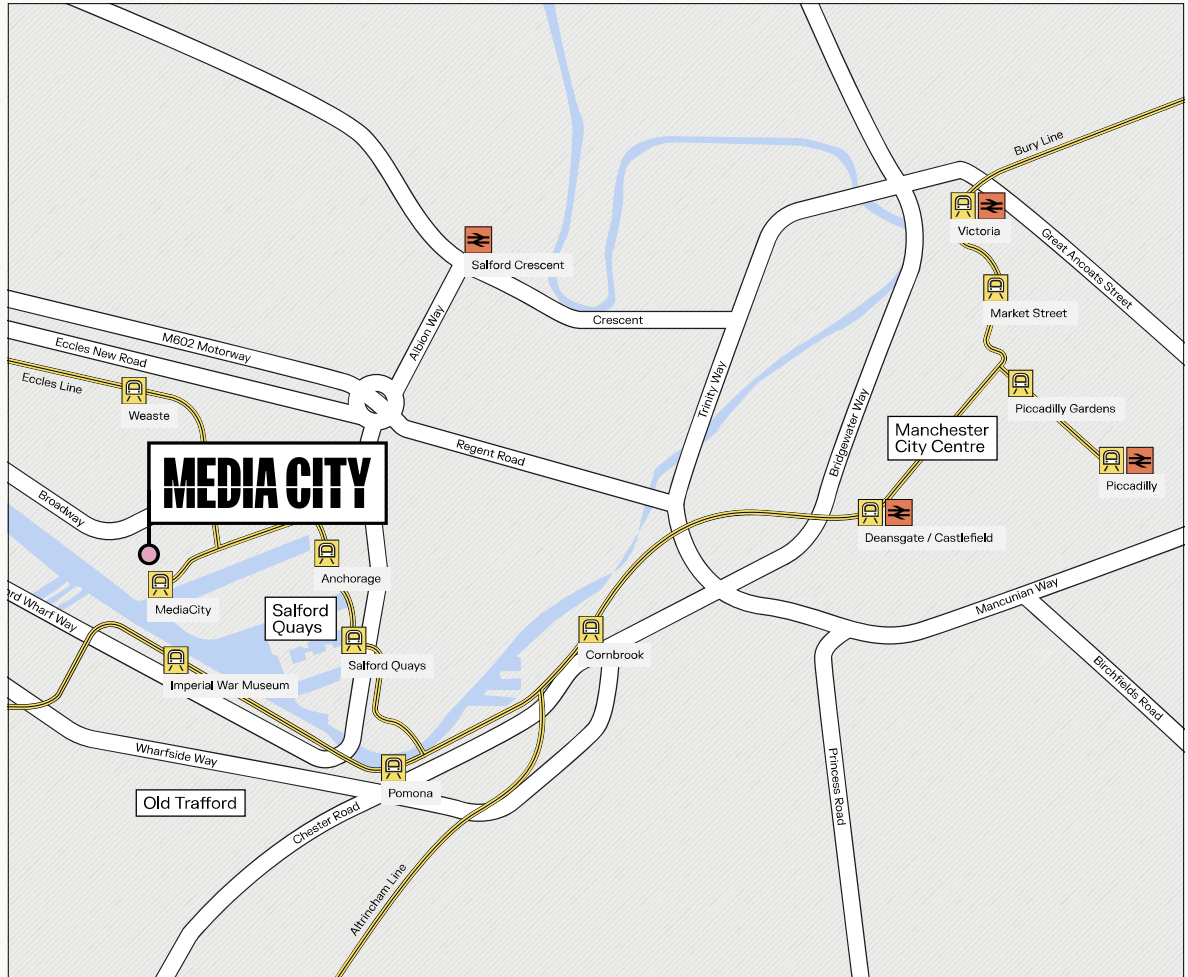 Bury Line
Victoria
Great Ancoats Street
Salford Crescent
Market Street
Crescent
Albion Way
M602 Motorway
Eccles New Road
Eccles Line
Weaste
Trinity Way
Bridgewater Way
Piccadilly Gardens
Manchester
City Centre
Regent Road
Piccadilly
MEDIA CITY
Broadway
Deansgate / Castlefield
Anchorage
MediaCity
Mancunian Way
ord Wharf Way
Salford
Quays
Salford Quays
Cornbrook
Imperial War Museum
Birchfields Road
Wharfside Way
Princess Road
Pomona
Old Trafford
Chester Road
Altrincham Line